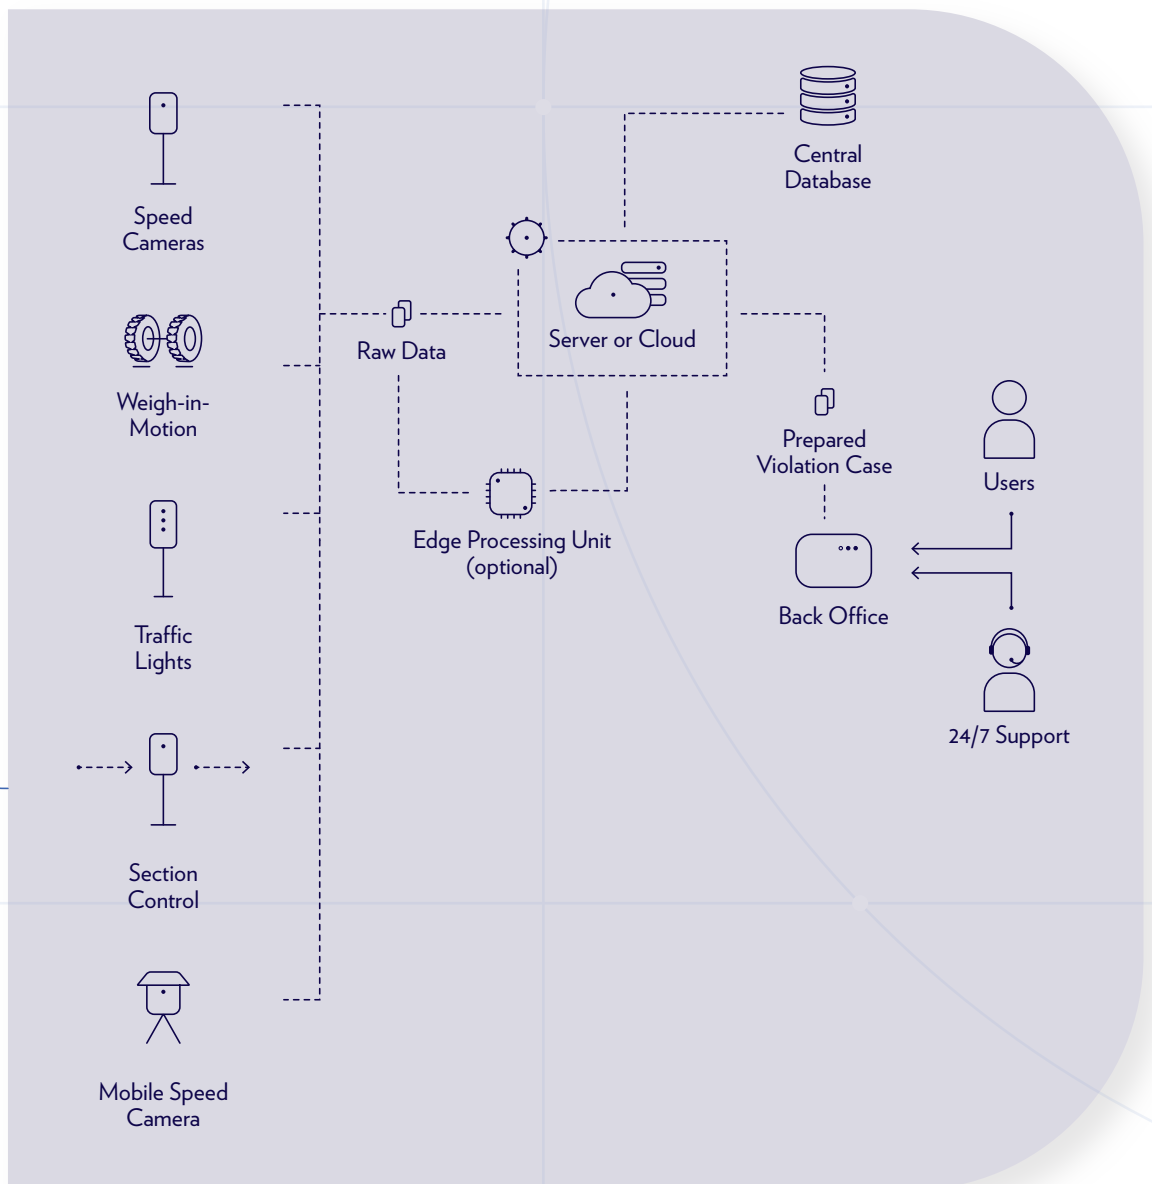 Central
Database
Speed
Cameras
Server or Cloud
Raw Data
Weigh-in-
Motion
Prepared
Violation Case
Users
Edge Processing Unit
(optional)
Back Office
Traffic
Lights
24/7 Support
Section
Control
Mobile Speed
Camera